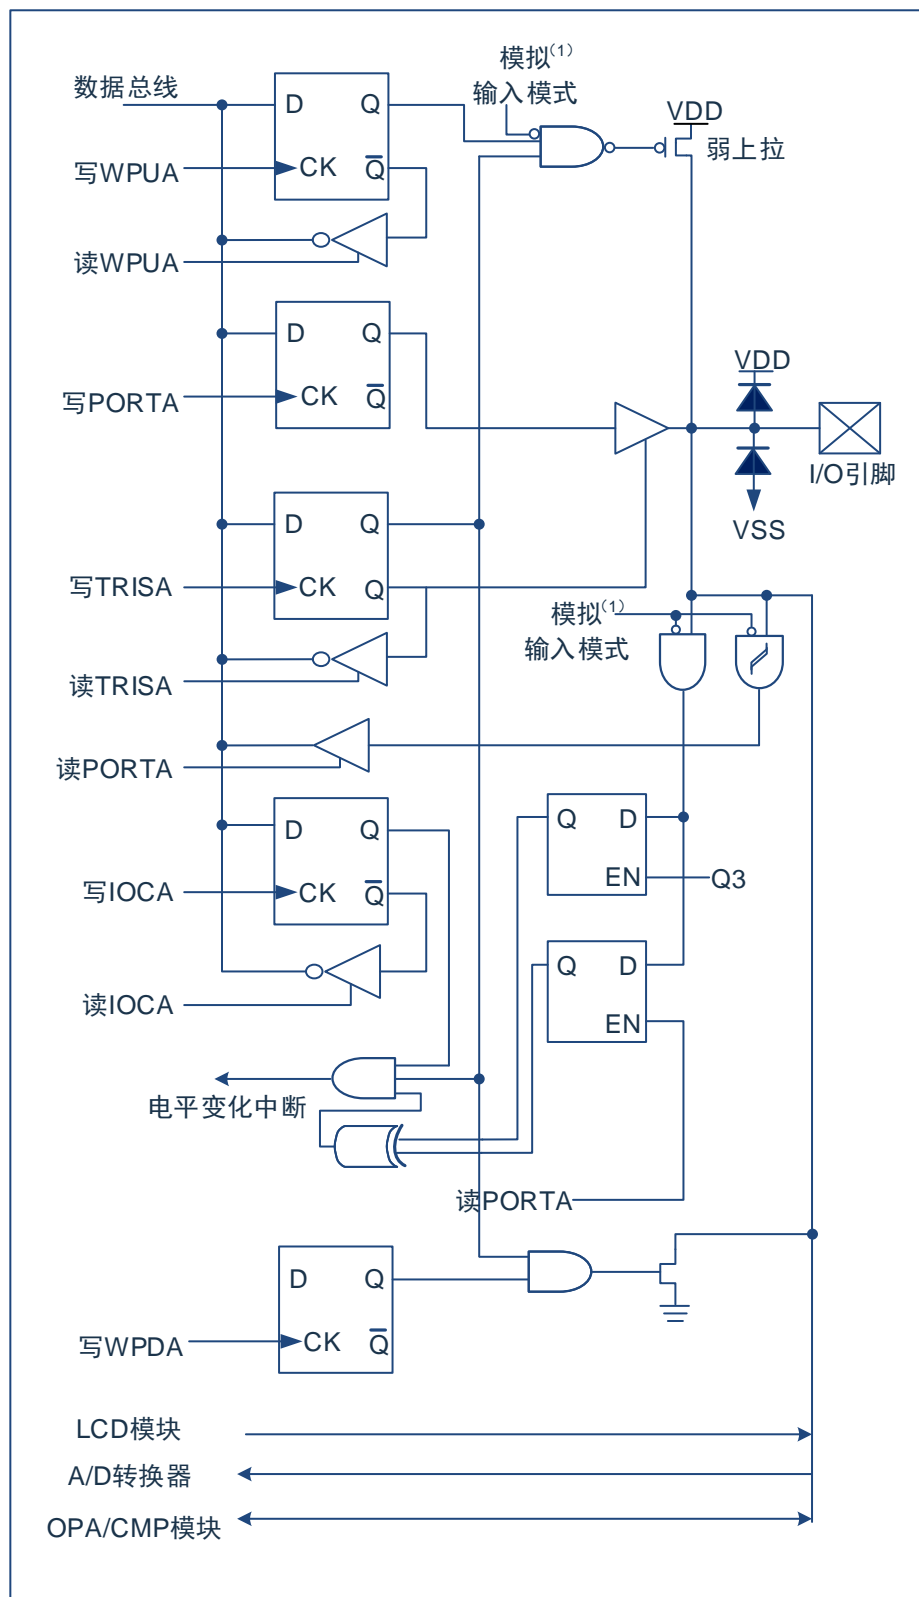 模拟(1)
输入模式
数据总线
D
Q
VDD
弱上拉
写WPUA
CK
Q̅
读WPUA
D
Q
写PORTA
CK
Q̅
VDD
I/O引脚
VSS
D
Q
写TRISA
CK
Q
模拟(1)
输入模式
读TRISA
读PORTA
D
Q
Q
D
写IOCA
CK
Q̅
EN
Q3
读IOCA
Q
D
EN
电平变化中断
读PORTA
D
Q
写WPDA
CK
Q̅
LCD模块
A/D转换器
OPA/CMP模块